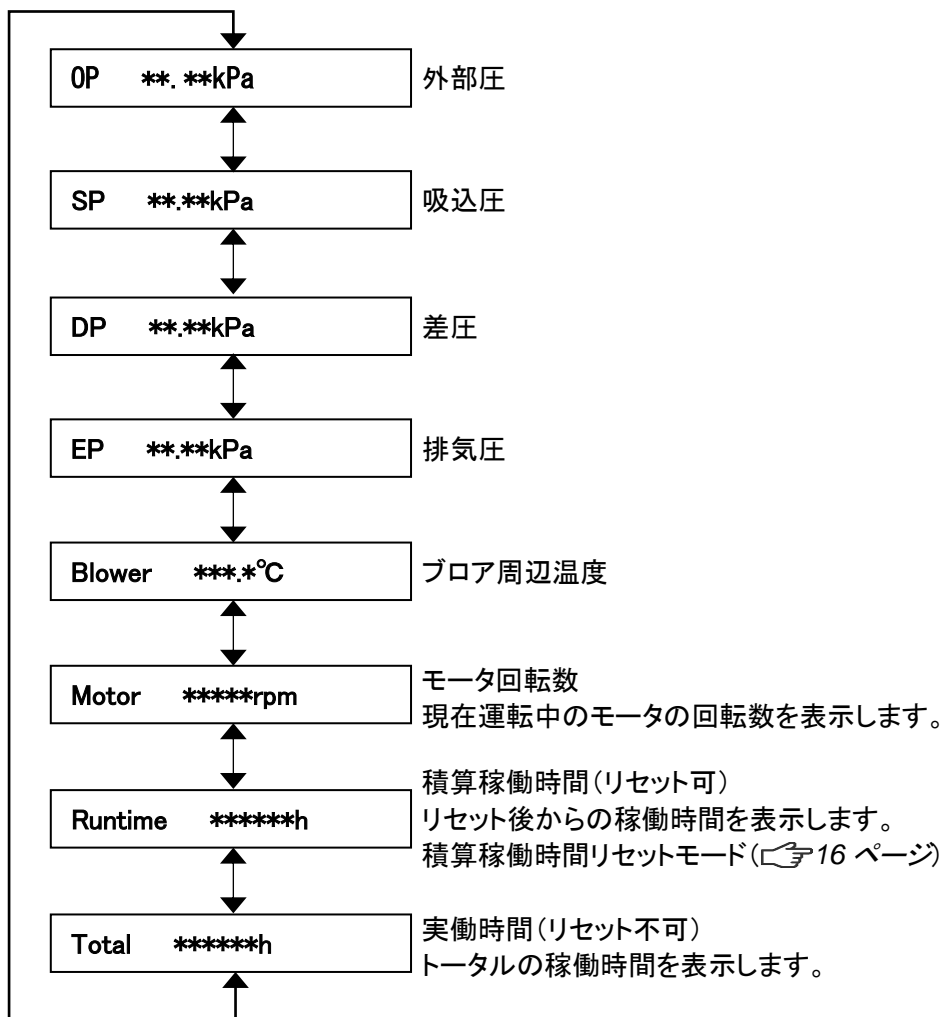 OP **.**kPa 外部圧
SP **.**kPa 吸込圧
DP **.**kPa 差圧
EP **.**kPa 排気圧
Blower ***.*℃ ブロア周辺温度
Motor *****rpm
モータ回転数
現在運転中のモータの回転数を表示します。
Runtime ******h
積算稼働時間(リセット可)
リセット後からの稼働時間を表示します。
積算稼働時間リセットモード(☞16 ページ)
Total ******h
実働時間(リセット不可)
トータルの稼働時間を表示します。